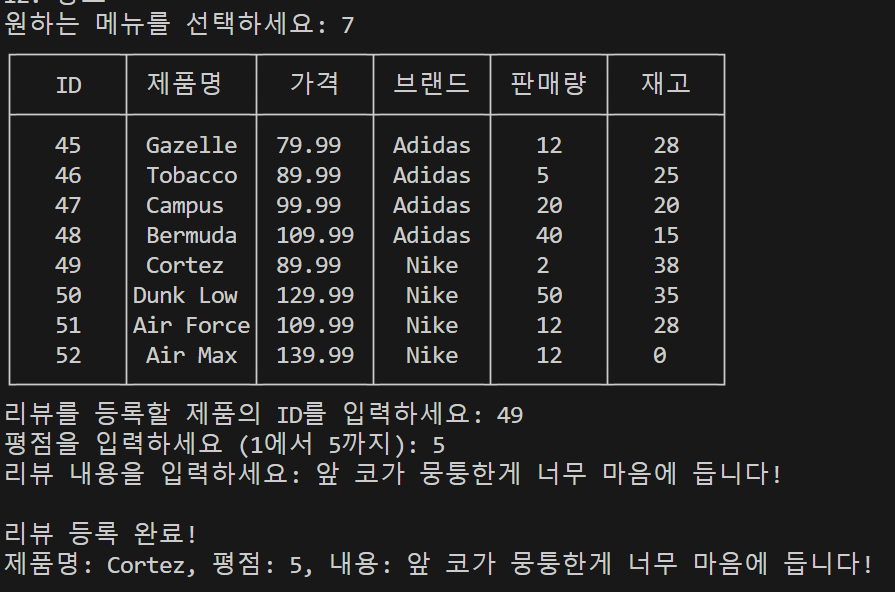 원하는 메뉴를 선택하세요: 7
ID 제품명 가격 브랜드 판매량 재고
45 Gazelle 79.99 Adidas 12 28
46 Tobacco 89.99 Adidas 5 25
47 Campus 99.99 Adidas 20 20
48 Bermuda 109.99 Adidas 40 15
49 Cortez 89.99 Nike 2 38
50 Dunk Low 129.99 Nike 50 35
51 Air Force 109.99 Nike 12 28
52 Air Max 139.99 Nike 12 0
리뷰를 등록할 제품의 ID를 입력하세요: 49
평점을 입력하세요 (1에서 5까지): 5
리뷰 내용을 입력하세요: 앞 코가 뭉퉁한게 너무 마음에 듭니다!
리뷰 등록 완료!
제품명: Cortez, 평점: 5, 내용: 앞 코가 뭉퉁한게 너무 마음에 듭니다!